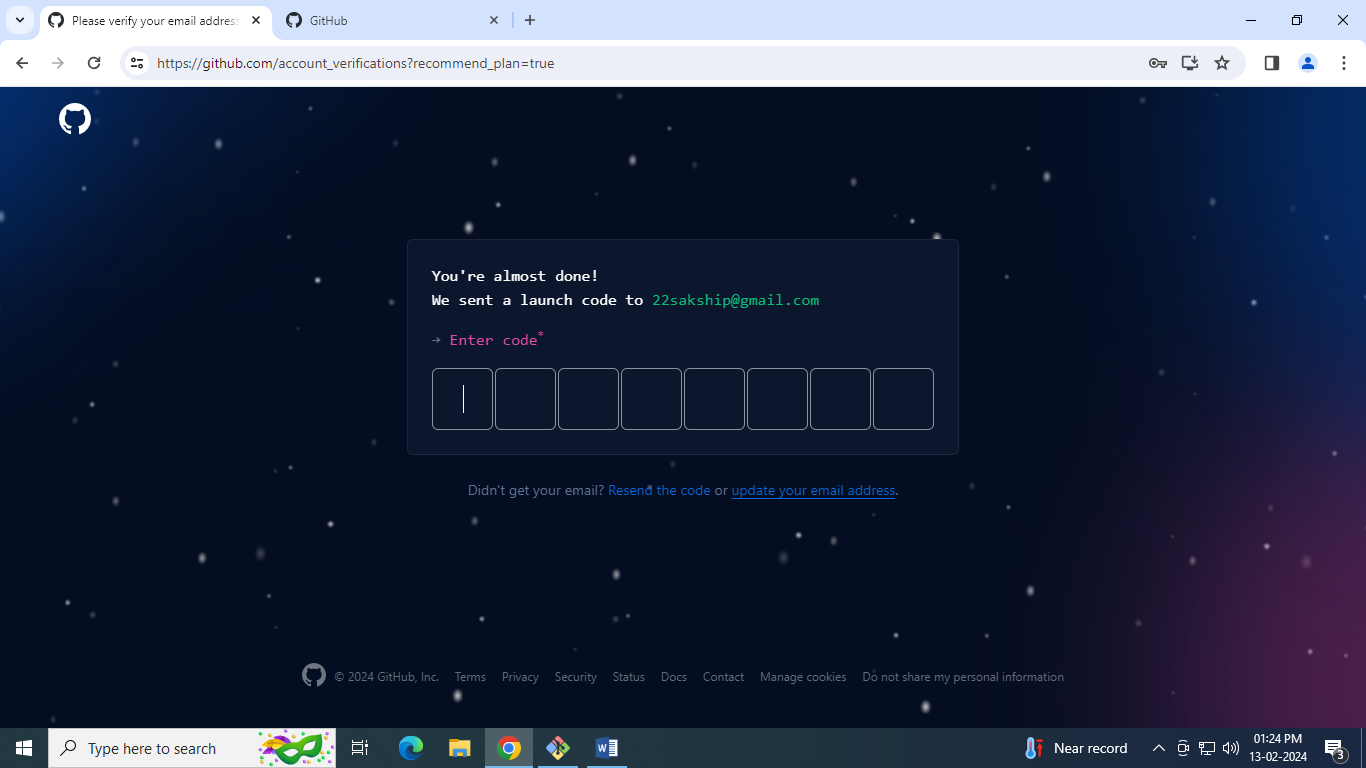 Please verify your email address
GitHub
https://github.com/account_verifications?recommend_plan=true
You're almost done!
We sent a launch code to 22sakship@gmail.com
→ Enter code*
Didn't get your email? Resend the code or update your email address.
© 2024 GitHub, Inc. Terms Privacy Security Status Docs Contact Manage cookies Do not share my personal information
Type here to search
Near record
01:24 PM
13-02-2024
3